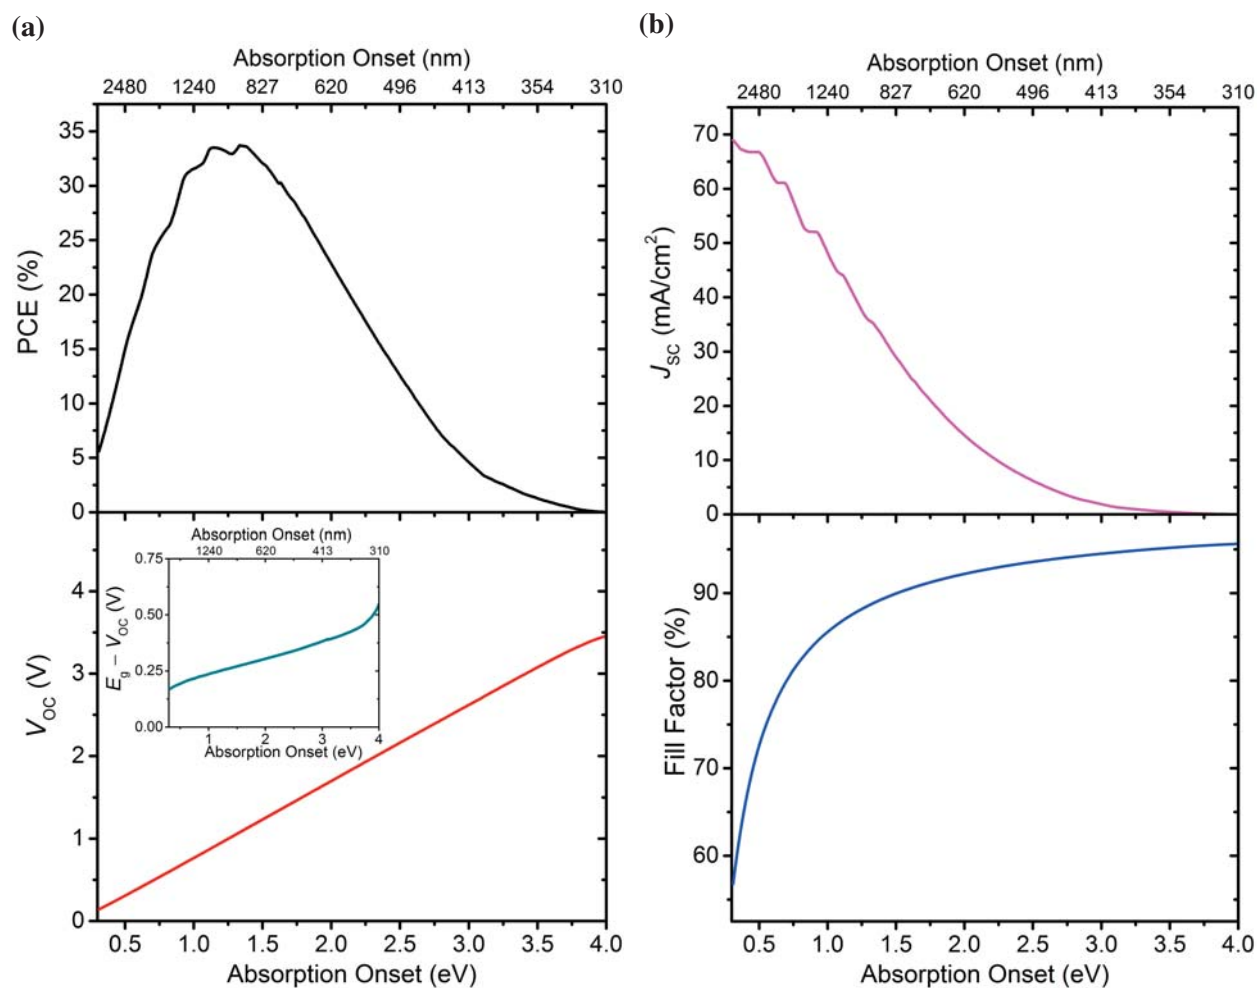 (a)
Absorption Onset (nm)
2480 1240 827 620 496 413 354 310
35
30
25
20
15
10
5
0
PCE (%)
4
3
2
1
0
V_OC (V)
Absorption Onset (nm)
1240 620 413 310
0.75
0.50
0.25
0.00
E_g – V_OC (V)
1 2 3 4
Absorption Onset (eV)
0.5 1.0 1.5 2.0 2.5 3.0 3.5 4.0
Absorption Onset (eV)
(b)
Absorption Onset (nm)
2480 1240 827 620 496 413 354 310
70
60
50
40
30
20
10
0
J_SC (mA/cm²)
90
80
70
60
Fill Factor (%)
0.5 1.0 1.5 2.0 2.5 3.0 3.5 4.0
Absorption Onset (eV)